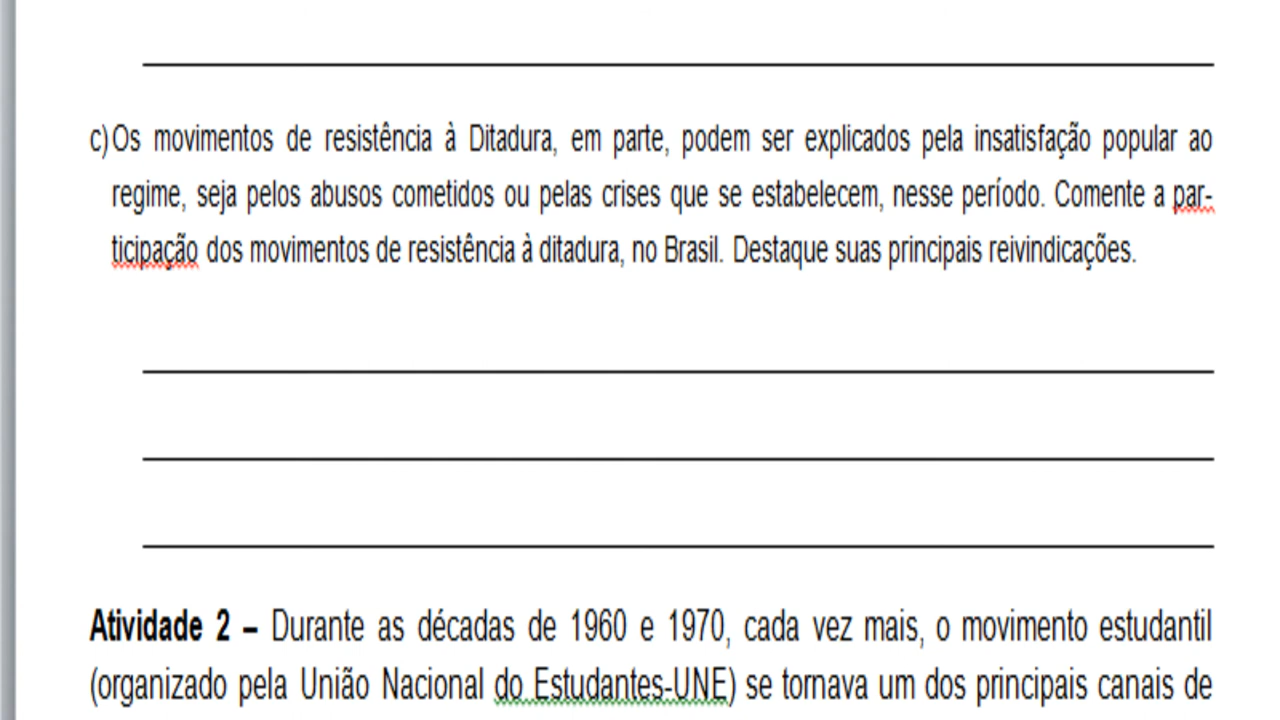 c) Os movimentos de resistência à Ditadura, em parte, podem ser explicados pela insatisfação popular ao
regime, seja pelos abusos cometidos ou pelas crises que se estabelecem, nesse período. Comente a par-
ticipação dos movimentos de resistência à ditadura, no Brasil. Destaque suas principais reivindicações.
Atividade 2 – Durante as décadas de 1960 e 1970, cada vez mais, o movimento estudantil
(organizado pela União Nacional do Estudantes-UNE) se tornava um dos principais canais de